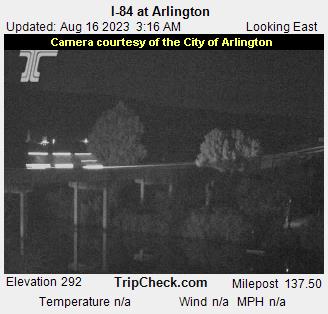 I-84 at Arlington
Updated: Aug 16 2023 3:16 AM Looking East
Camera courtesy of the City of Arlington
Elevation 292 TripCheck.com Milepost 137.50
Temperature n/a Wind n/a MPH n/a